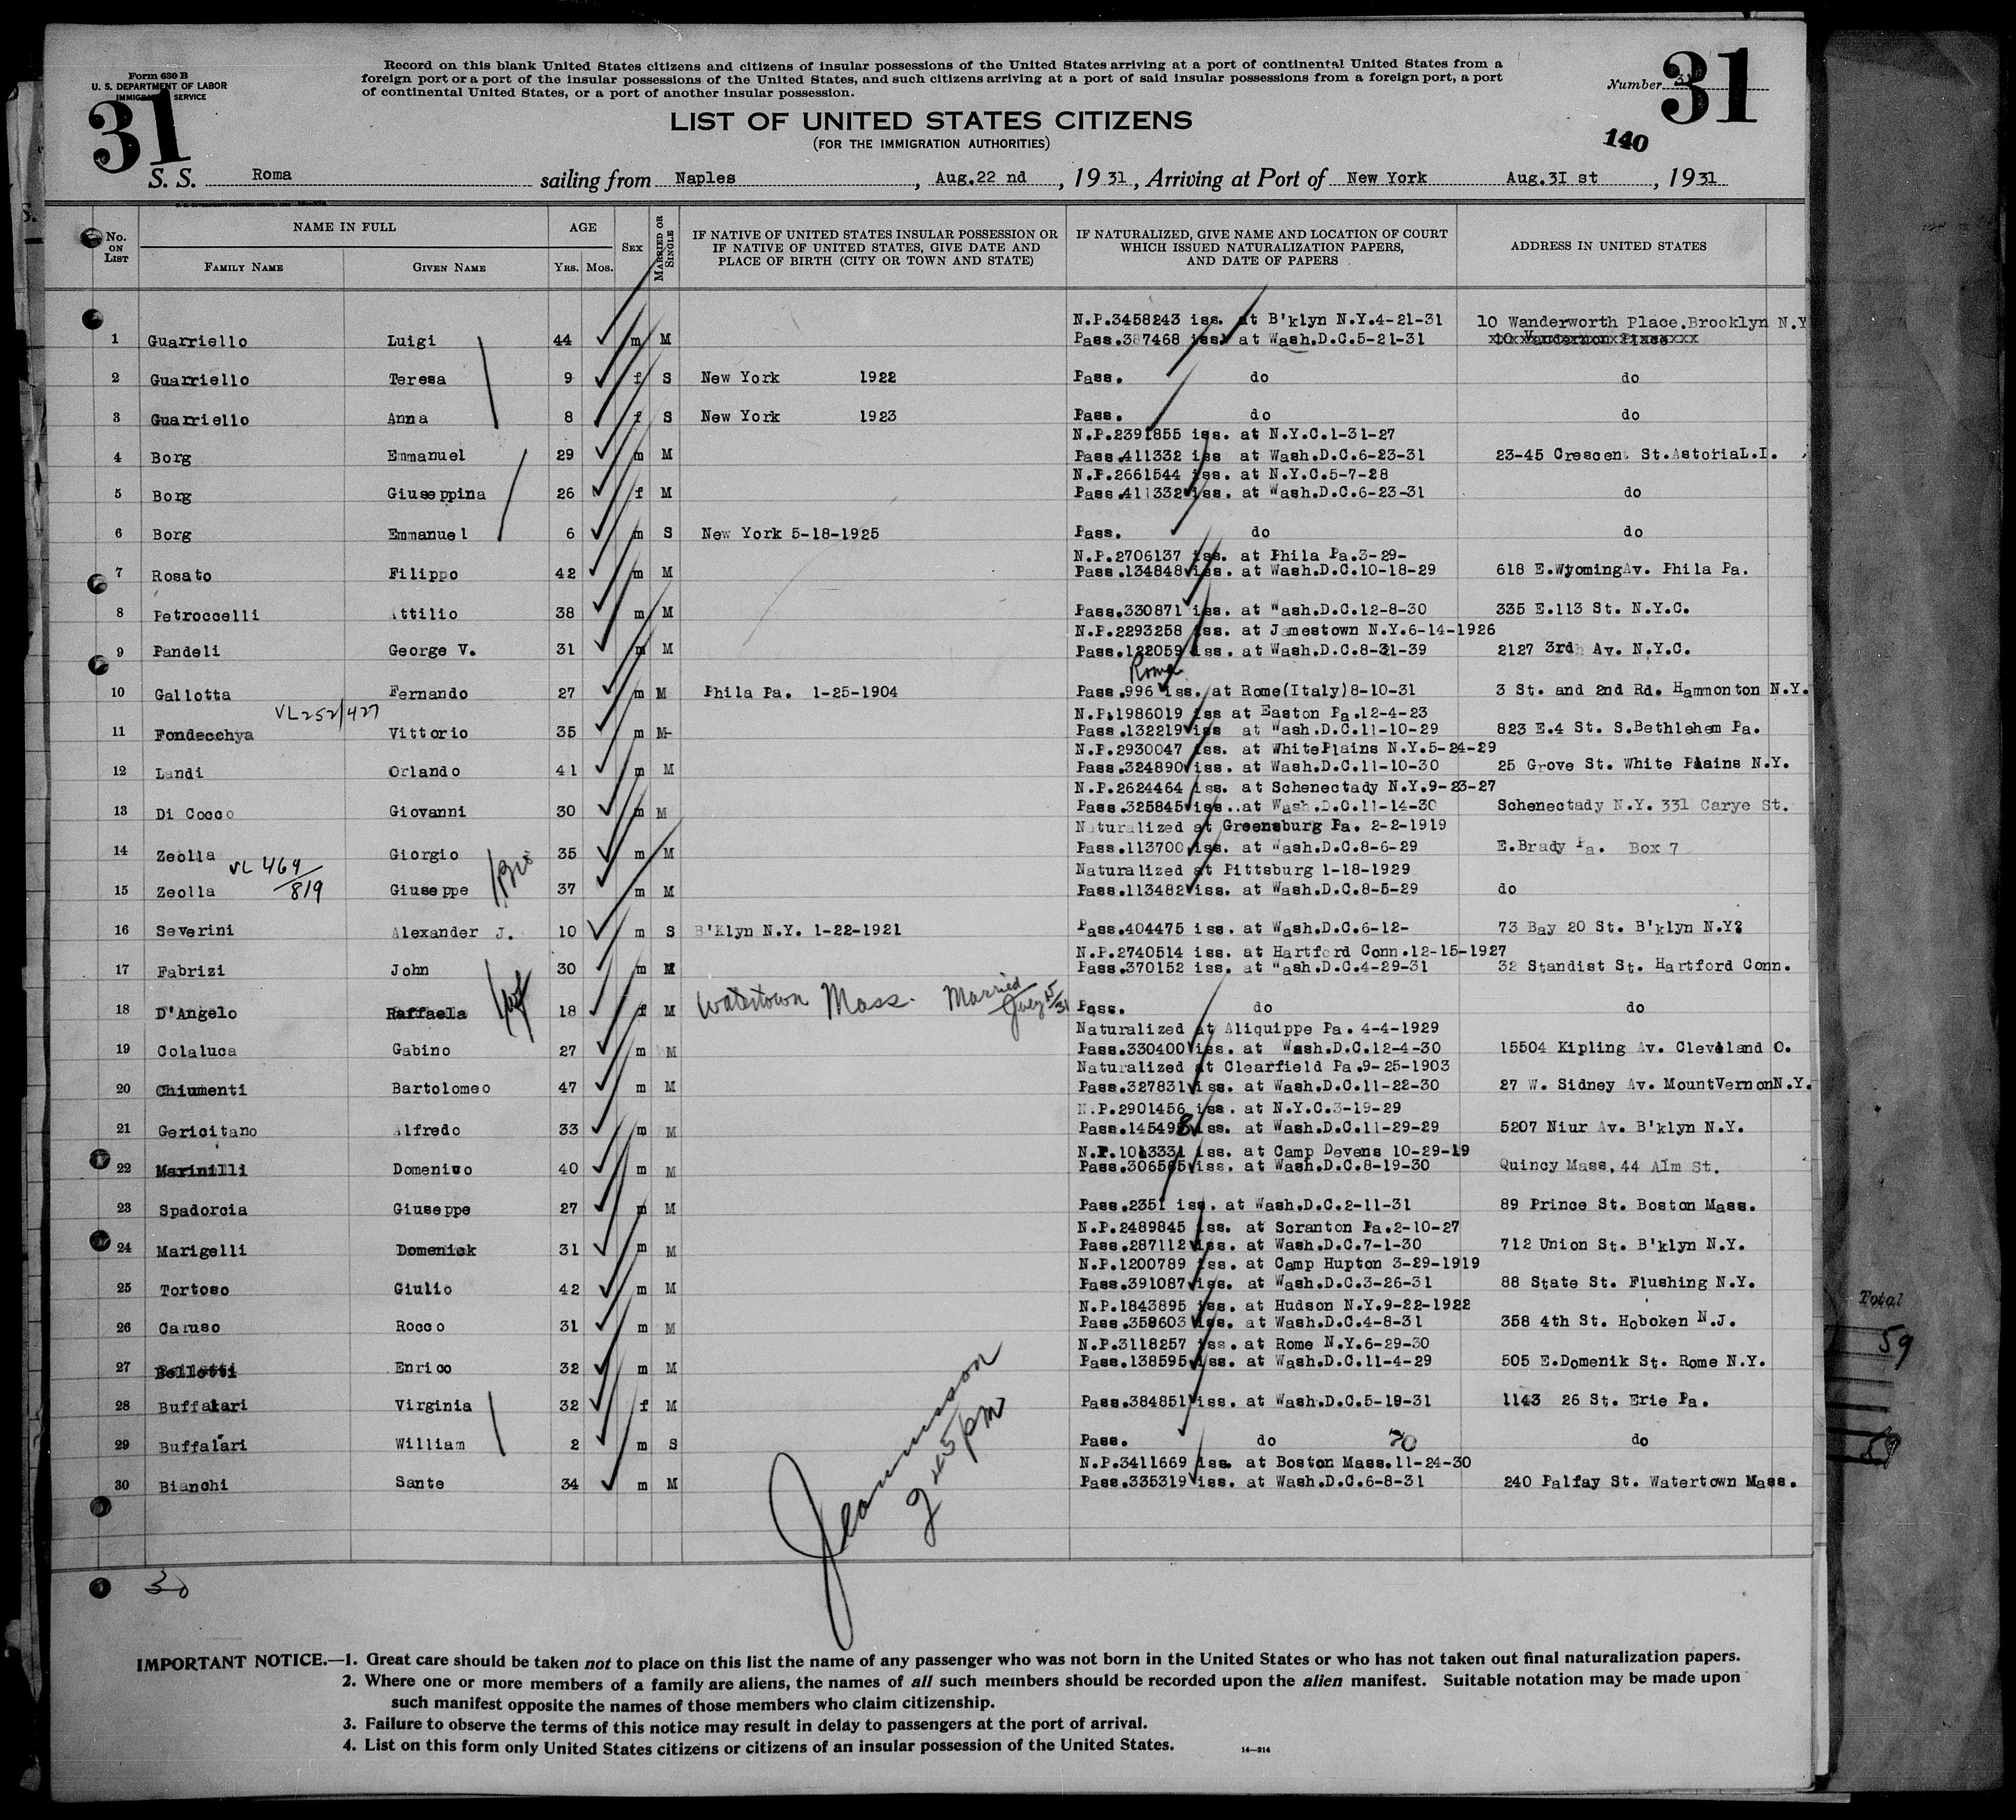 Form 630 B
U. S. DEPARTMENT OF LABOR
IMMIGRATION SERVICE
31
Record on this blank United States citizens and citizens of insular possessions of the United States arriving at a port of continental United States from a
foreign port or a port of the insular possessions of the United States, and such citizens arriving at a port of said insular possessions from a foreign port, a port
of continental United States, or a port of another insular possession.
Number 31
31
140
LIST OF UNITED STATES CITIZENS
(FOR THE IMMIGRATION AUTHORITIES)
S. S. Roma sailing from Naples, Aug.22 nd, 1931, Arriving at Port of New York Aug.3I st, 1931
No. ON LIST NAME IN FULL FAMILY NAME GIVEN NAME AGE YRS. MOS. SEX MARRIED OR SINGLE IF NATIVE OF UNITED STATES INSULAR POSSESSION OR IF NATIVE OF UNITED STATES, GIVE DATE AND PLACE OF BIRTH (CITY OR TOWN AND STATE) IF NATURALIZED, GIVE NAME AND LOCATION OF COURT WHICH ISSUED NATURALIZATION PAPERS, AND DATE OF PAPERS ADDRESS IN UNITED STATES
N.P.3458243 iss. at B'klyn N.Y.4-21-31 10 Wanderworth Place.Brooklyn N.Y
1 Guarriello Luigi 44 m M Pass.387468 iss. at Wash.D.C.5-21-31
2 Guarriello Teresa 9 f S New York 1922 Pass. do do
3 Guarriello Anna 8 f S New York 1923 Pass. do do
N.P.2391855 iss. at N.Y.C.1-31-27
4 Borg Emmanuel 29 m M Pass.411332 iss at Wash.D.C.6-23-31 23-45 Crescent St.AstoriaL.I.
N.P.2661544 iss. at N.Y.C.5-7-28
5 Borg Giuseppina 26 f M Pass.411332 iss. at Wash.D.C.6-23-31 do
6 Borg Emmanuel 6 m S New York 5-18-1925 Pass. do do
N.P.2706137 iss. at Phila Pa.3-29-
7 Rosato Filippo 42 m M Pass.134848 iss. at Wash.D.C.10-18-29 618 E.WyomingAv. Phila Pa.
8 Petroccelli Attilio 38 m M Pass.330871 iss. at Wash.D.C.12-8-30 335 E.113 St. N.Y.C.
N.P.2293258 iss. at Jamestown N.Y.6-14-1926
9 Pandeli George V. 31 m M Pass.122059 iss. at Wash.D.C.8-31-39 2127 3rd Av. N.Y.C.
Roma
10 Gallotta Fernando 27 m M Phila Pa. 1-25-1904 Pass.996 iss. at Rome(Italy)8-10-31 3 St. and 2nd Rd. Hammonton N.Y.
VL252/427 N.P.1986019 iss at Easton Pa.12-4-23
11 Fondecchya Vittorio 35 m M Pass.132219 iss at Wash.D.C.11-10-29 823 E.4 St. S.Bethlehem Pa.
N.P.2930047 iss. at WhitePlains N.Y.5-24-29
12 Landi Orlando 41 m M Pass.324890 iss. at Wash.D.C.11-10-30 25 Grove St. White Plains N.Y.
N.P.2624464 iss. at Schenectady N.Y.9-23-27
13 Di Cocco Giovanni 30 m M Pass.325845 iss..at Wash.D.C.11-14-30 Schenectady N.Y. 331 Carye St.
Naturalized at Greensburg Pa. 2-2-1919
14 Zeolla Giorgio 35 m M Pass.113700 iss. at Wash.D.C.8-6-29 E.Brady Pa. Box 7
VL 469/819 Bro Naturalized at Pittsburg 1-18-1929
15 Zeolla Giuseppe 37 m M Pass.113482 iss. at Wash.D.C.8-5-29 do
16 Severini Alexander J. 10 m S B'Klyn N.Y. 1-22-1921 Pass.404475 iss. at Wash.D.C.6-12- 73 Bay 20 St. B'klyn N.Y?
N.P.2740514 iss. at Hartford Conn.12-15-1927
17 Fabrizi John 30 m M Pass.370152 iss. at Wash.D.C.4-29-31 32 Standist St. Hartford Conn.
18 D'Angelo Raffaela wf 18 f M Watertown Mass. Married July 15/31 Pass. do do
Naturalized at Aliquippe Pa. 4-4-1929
19 Colaluca Gabino 27 m M Pass.330400 iss. at Wash.D.C.12-4-30 15504 Kipling Av. Cleveland O.
Naturalized at Clearfield Pa.9-25-1903
20 Chiumenti Bartolomeo 47 m M Pass.327831 iss. at Wash.D.C.11-22-30 27 W. Sidney Av. MountVernonN.Y.
N.P.2901456 iss. at N.Y.C.3-19-29
21 Gericitano Alfredo 33 m M Pass.145498 iss. at Wash.D.C.11-29-29 5207 Niur Av. B'klyn N.Y.
N.P.1013331 iss. at Camp Devens 10-29-19
22 Marinilli Domenico 40 m M Pass.306565 iss. at Wash.D.C.8-19-30 Quincy Mass. 44 Alm St.
23 Spadorcia Giuseppe 27 m M Pass.2351 iss. at Wash.D.C.2-11-31 89 Prince St. Boston Mass.
N.P.2489845 iss. at Scranton Pa.2-10-27
24 Marigelli Domenick 31 m M Pass.287112 iss. at Wash.D.C.7-1-30 712 Union St. B'klyn N.Y.
N.P.1200789 iss. at Camp Hupton 3-29-1919
25 Tortoso Giulio 42 m M Pass.391087 iss. at Wash.D.C.3-26-31 88 State St. Flushing N.Y.
N.P.1843895 iss. at Hudson N.Y.9-22-1922
26 Caruso Rocco 31 m M Pass.359603 iss. at Wash.D.C.4-8-31 358 4th St. Hoboken N.J.
N.P.3118257 iss. at Rome N.Y.6-29-30
27 Bellotti Enrico 32 m M Pass.138595 iss. at Wash.D.C.11-4-29 505 E.Domenik St. Rome N.Y.
28 Buffalari Virginia 32 f M Pass.384851 iss. at Wash.D.C.5-19-31 1143 26 St. Erie Pa.
29 Buffalari William 2 m S Pass. do 70 do
N.P.3411669 iss. at Boston Mass.11-24-30
30 Bianchi Sante 34 m M Pass.335319 iss. at Wash.D.C.6-8-31 240 Palfay St. Watertown Mass.
2 45 pm
30
Total
59
59
IMPORTANT NOTICE.—1. Great care should be taken not to place on this list the name of any passenger who was not born in the United States or who has not taken out final naturalization papers.
2. Where one or more members of a family are aliens, the names of all such members should be recorded upon the alien manifest. Suitable notation may be made upon
such manifest opposite the names of those members who claim citizenship.
3. Failure to observe the terms of this notice may result in delay to passengers at the port of arrival.
4. List on this form only United States citizens or citizens of an insular possession of the United States.
14—214